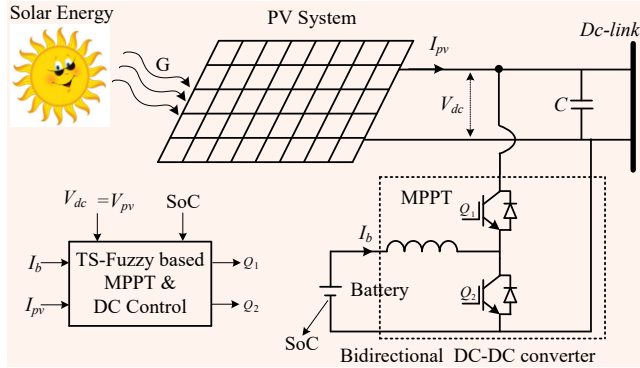 Solar Energy
PV System
Dc-link
G
I_pv
V_dc
C
V_dc = V_pv
SoC
MPPT
Q_1
I_b
I_b
TS-Fuzzy based
MPPT &
DC Control
Q_1
I_pv
Q_2
Battery
Q_2
SoC
Bidirectional DC-DC converter